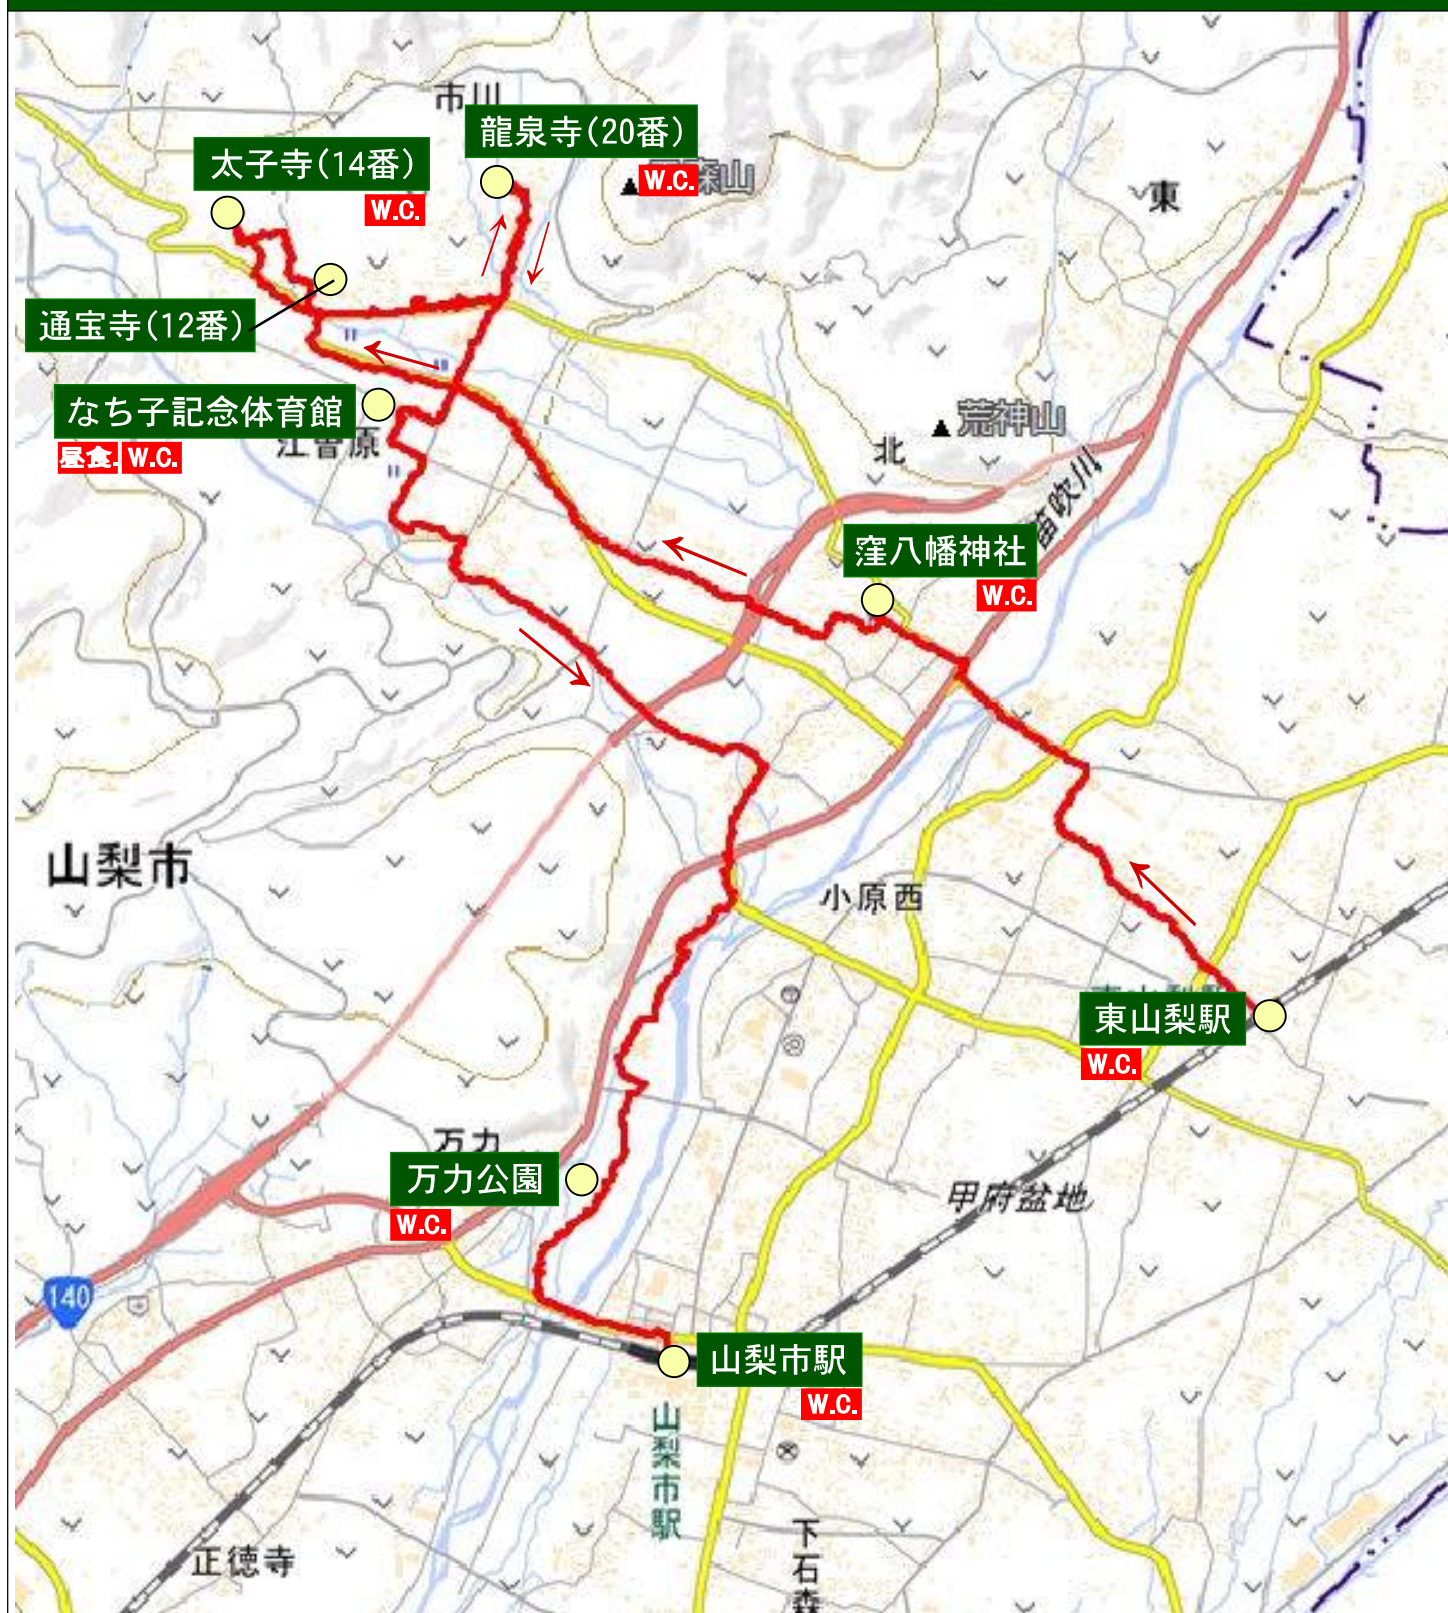 市川
龍泉寺(20番)
W.C.
太子寺(14番)
W.C.
東
通宝寺(12番)
なち子記念体育館
昼食 W.C.
江曽原
荒神山
北
笛吹川
窪八幡神社
W.C.
山梨市
小原西
東山梨駅
W.C.
万力
万力公園
W.C.
甲府盆地
140
山梨市駅
W.C.
山梨市駅
正徳寺
下石森